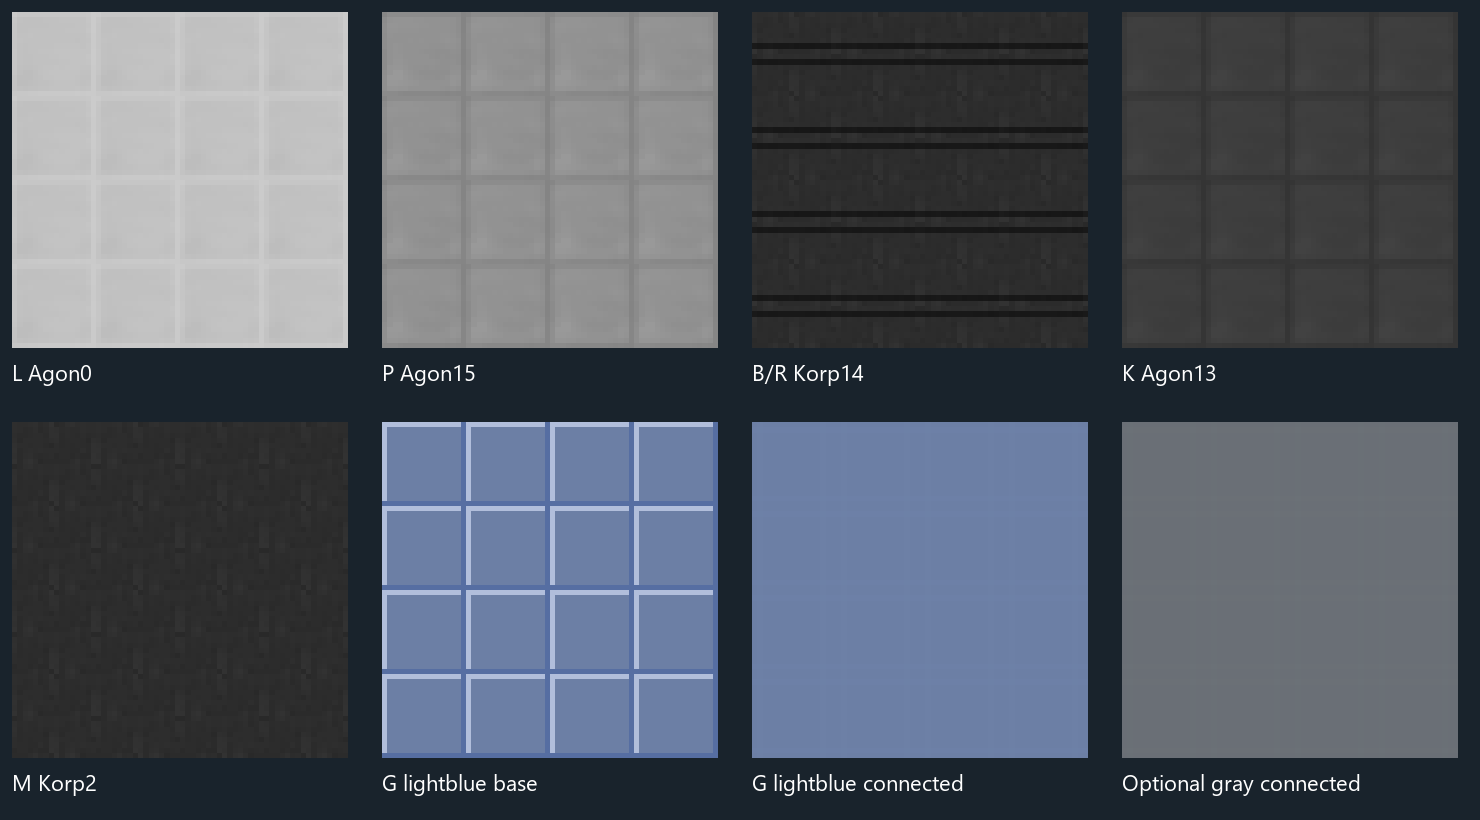 L Agon0
P Agon15
B/R Korp14
K Agon13
M Korp2
G lightblue base
G lightblue connected
Optional gray connected